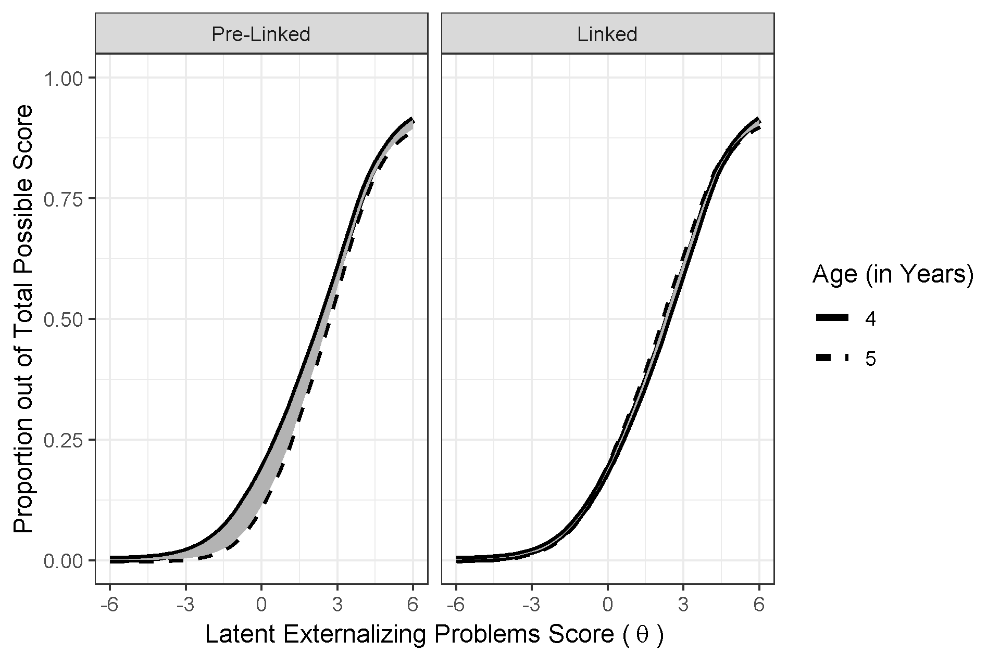 Pre-Linked
Linked
Proportion out of Total Possible Score
1.00
0.75
0.50
0.25
0.00
-6 -3 0 3 6
-6 -3 0 3 6
Latent Externalizing Problems Score ( θ )
Age (in Years)
4
5